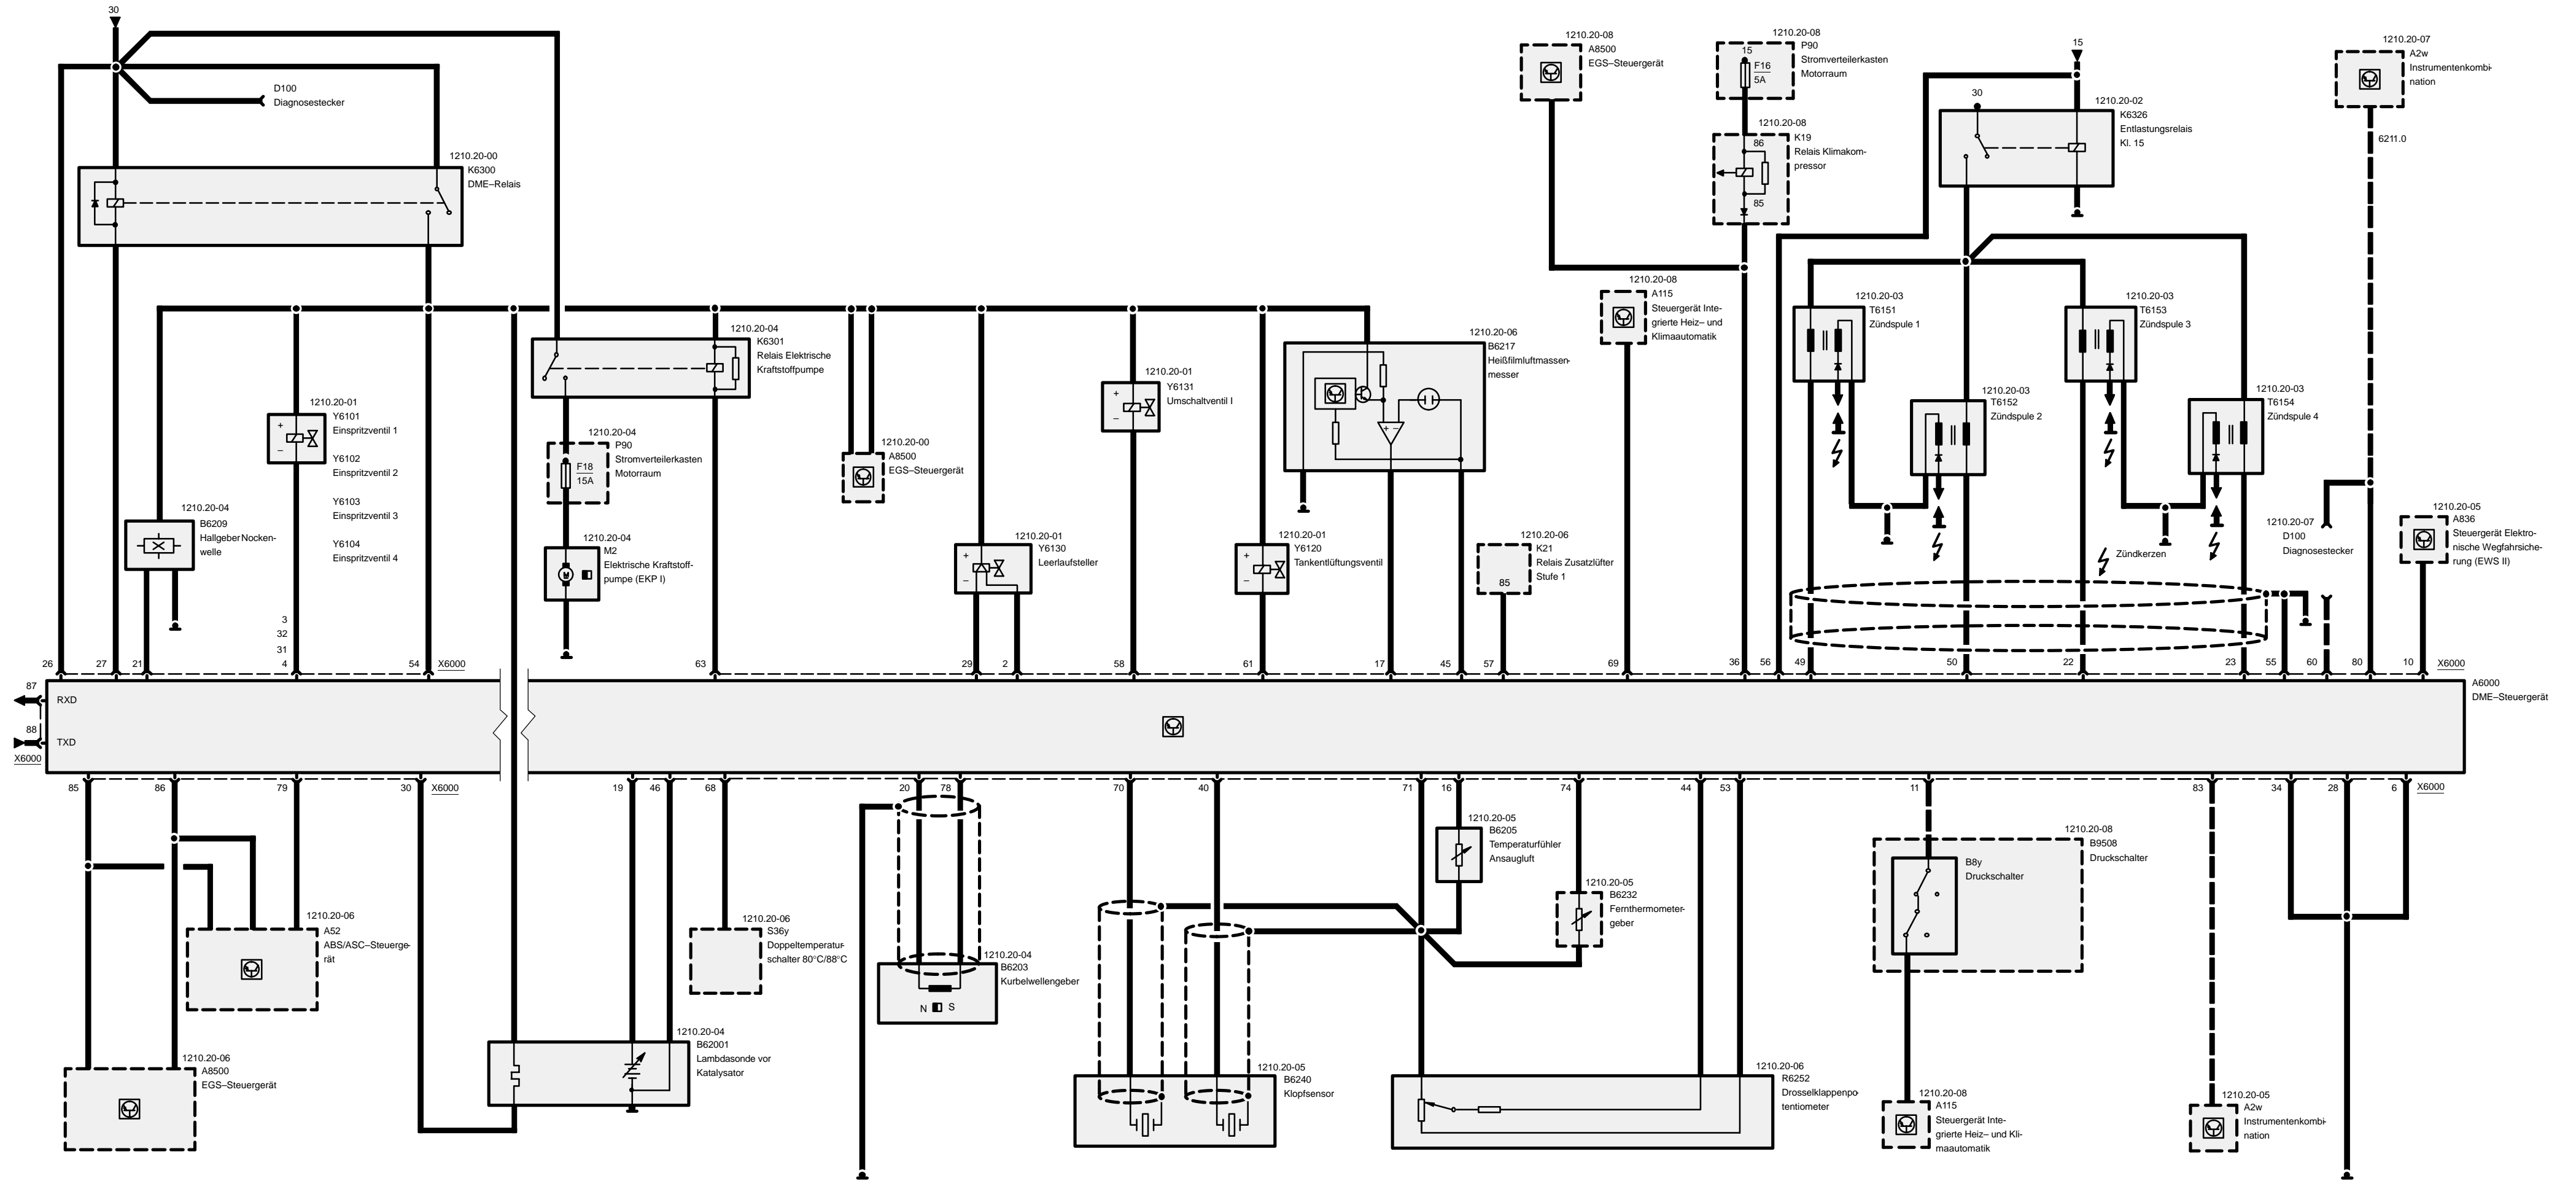 30
D100
Diagnosestecker
1210.20-00
K6300
DME–Relais
1210.20-08
A8500
EGS–Steuergerät
1210.20-08
P90
Stromverteilerkasten
Motorraum
15
F16
5A
1210.20-08
K19
Relais Klimakom-
pressor
86
85
15
30
1210.20-02
K6326
Entlastungsrelais
Kl. 15
1210.20-07
A2w
Instrumentenkombi-
nation
6211.0
1210.20-08
A115
Steuergerät Inte-
grierte Heiz– und
Klimaautomatik
1210.20-03
T6151
Zündspule 1
1210.20-03
T6153
Zündspule 3
1210.20-03
T6152
Zündspule 2
1210.20-03
T6154
Zündspule 4
1210.20-04
K6301
Relais Elektrische
Kraftstoffpumpe
1210.20-06
B6217
Heißfilmluftmassen-
messer
+ –
1210.20-01
Y6131
Umschaltventil I
+
–
1210.20-01
Y6101
Einspritzventil 1
Y6102
Einspritzventil 2
Y6103
Einspritzventil 3
Y6104
Einspritzventil 4
+
–
1210.20-04
P90
Stromverteilerkasten
Motorraum
F18
15A
1210.20-00
A8500
EGS–Steuergerät
1210.20-04
B6209
Hallgeber Nocken-
welle
1210.20-04
M2
Elektrische Kraftstoff-
pumpe (EKP I)
M
1210.20-01
Y6130
Leerlaufsteller
+
–
1210.20-01
Y6120
Tankentlüftungsventil
+
–
1210.20-06
K21
Relais Zusatzlüfter
Stufe 1
85
1210.20-07
D100
Diagnosestecker
Zündkerzen
1210.20-05
A836
Steuergerät Elektro-
nische Wegfahrsiche-
rung (EWS II)
3
32
31
26
27
21
4
54
X6000
63
29
2
58
61
17
45
57
69
36
56
49
50
22
23
55
60
80
10
X6000
87
RXD
88
TXD
X6000
A6000
DME–Steuergerät
85
86
79
30
X6000
19
46
68
20
78
70
40
71
16
74
44
53
11
83
34
28
6
X6000
1210.20-05
B6205
Temperaturfühler
Ansaugluft
1210.20-05
B6232
Fernthermometer-
geber
1210.20-08
B9508
Druckschalter
B8y
Druckschalter
1210.20-06
A52
ABS/ASC–Steuerge-
rät
1210.20-06
S36y
Doppeltemperatur-
schalter 80°C/88°C
1210.20-04
B6203
Kurbelwellengeber
N
S
1210.20-04
B62001
Lambdasonde vor
Katalysator
1210.20-06
A8500
EGS–Steuergerät
1210.20-05
B6240
Klopfsensor
1210.20-06
R6252
Drosselklappenpo-
tentiometer
1210.20-08
A115
Steuergerät Inte-
grierte Heiz– und Kli-
maautomatik
1210.20-05
A2w
Instrumentenkombi-
nation